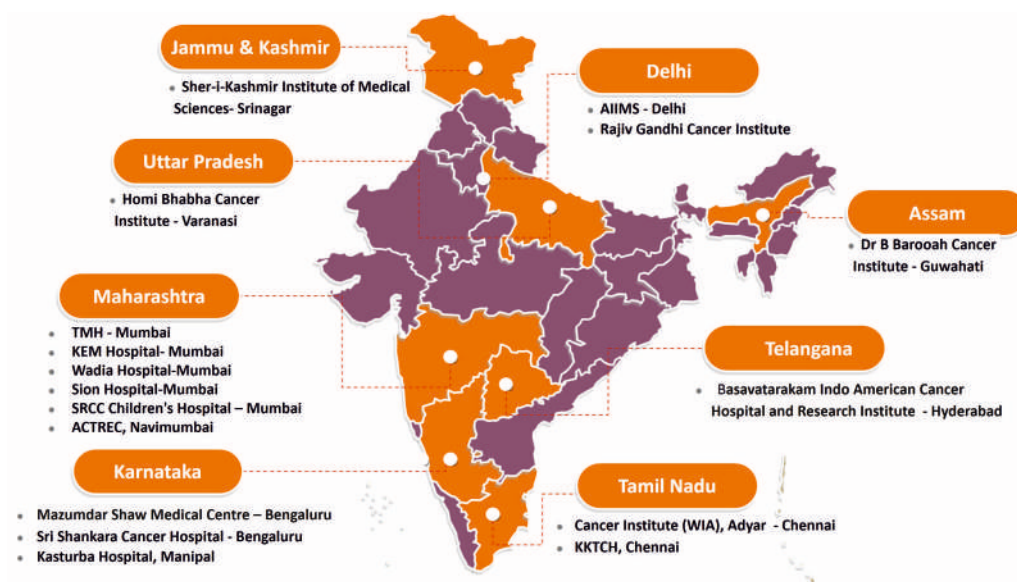 Jammu & Kashmir
Sher-i-Kashmir Institute of Medical
Sciences- Srinagar
Delhi
AIIMS - Delhi
Rajiv Gandhi Cancer Institute
Uttar Pradesh
Homi Bhabha Cancer
Institute - Varanasi
Assam
Dr B Barooah Cancer
Institute - Guwahati
Maharashtra
TMH - Mumbai
KEM Hospital- Mumbai
Wadia Hospital-Mumbai
Sion Hospital-Mumbai
SRCC Children's Hospital – Mumbai
ACTREC, Navimumbai
Telangana
Basavatarakam Indo American Cancer
Hospital and Research Institute - Hyderabad
Karnataka
Mazumdar Shaw Medical Centre – Bengaluru
Sri Shankara Cancer Hospital - Bengaluru
Kasturba Hospital, Manipal
Tamil Nadu
Cancer Institute (WIA), Adyar - Chennai
KKTCH, Chennai